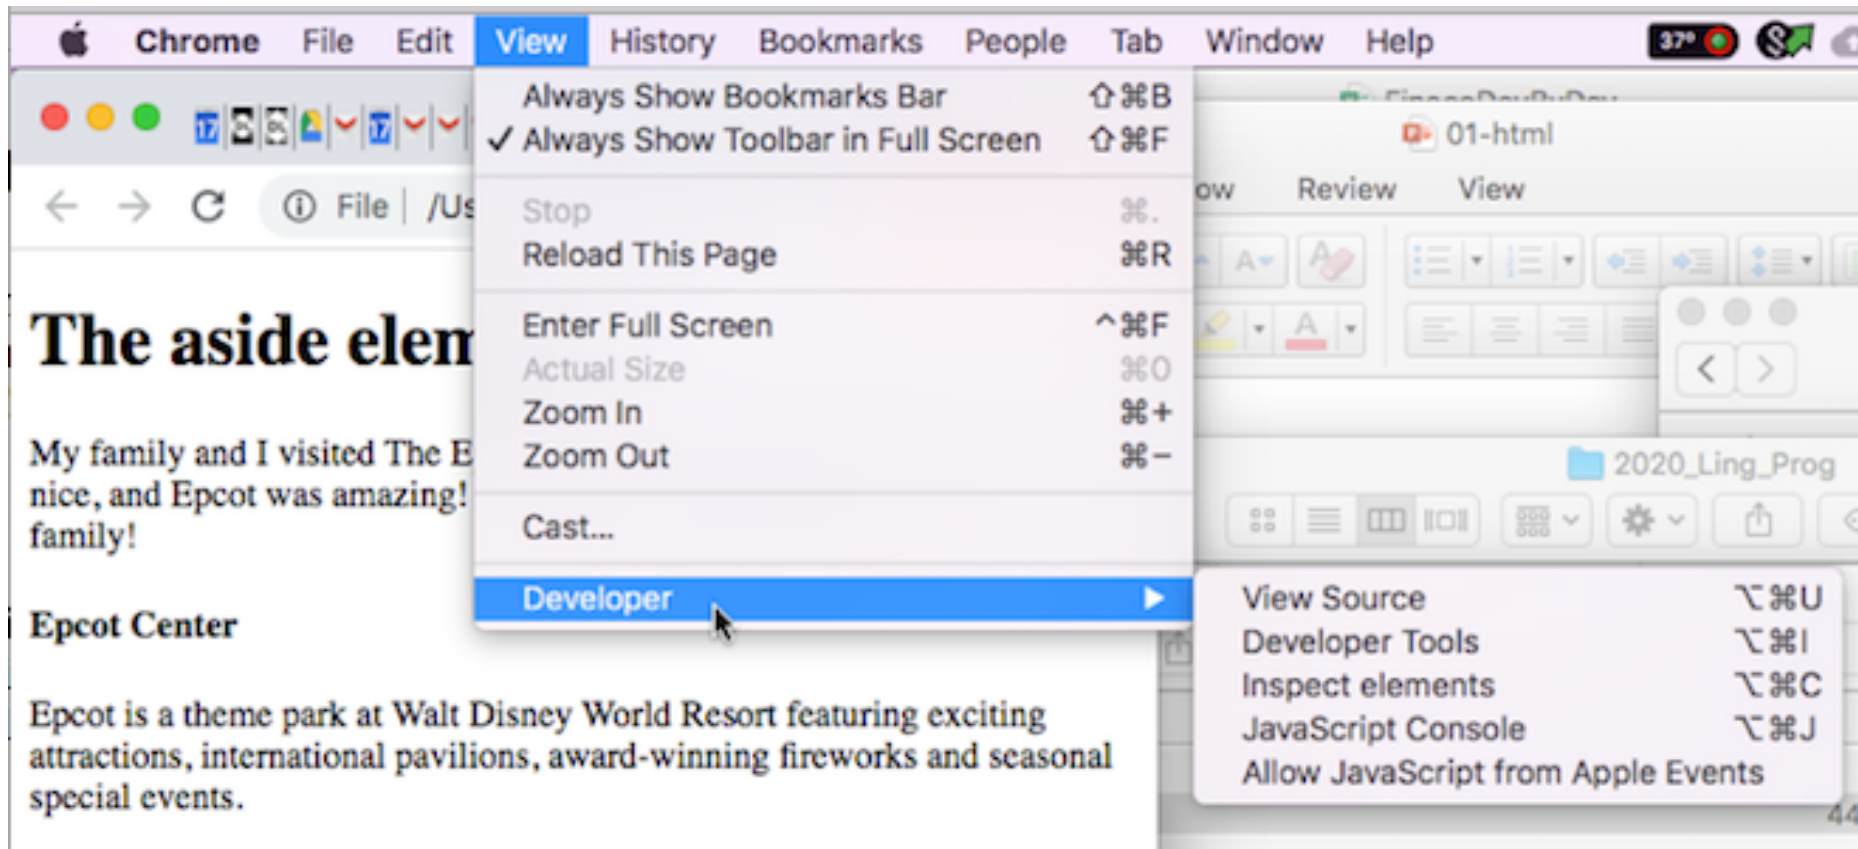 Chrome File Edit View History Bookmarks People Tab Window Help 37°
Always Show Bookmarks Bar ⇧⌘B
✓ Always Show Toolbar in Full Screen ⇧⌘F
Stop ⌘.
Reload This Page ⌘R
Enter Full Screen ^⌘F
Actual Size ⌘0
Zoom In ⌘+
Zoom Out ⌘−
Cast...
Developer
View Source ⌥⌘U
Developer Tools ⌥⌘I
Inspect elements ⌥⌘C
JavaScript Console ⌥⌘J
Allow JavaScript from Apple Events
17 17
File | /Us
The aside elem
My family and I visited The E
nice, and Epcot was amazing!
family!
Epcot Center
Epcot is a theme park at Walt Disney World Resort featuring exciting
attractions, international pavilions, award-winning fireworks and seasonal
special events.
01-html
ow Review View
2020_Ling_Prog
44